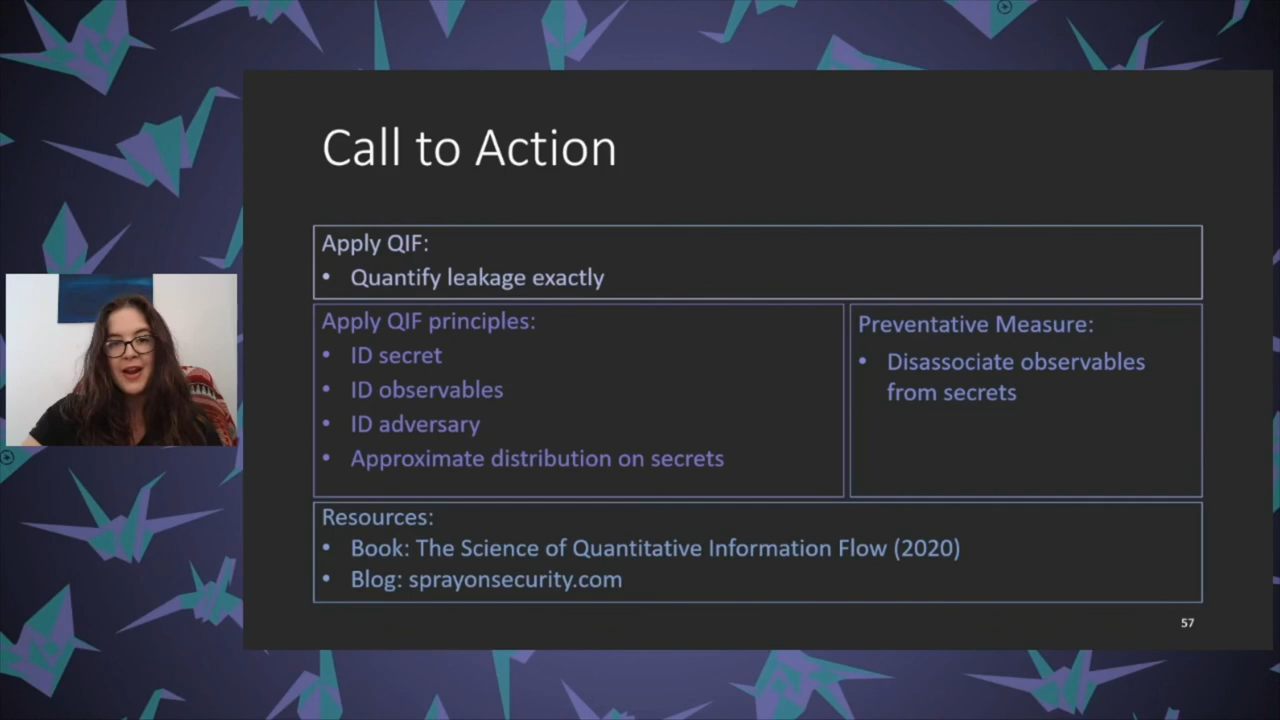 Call to Action
Apply QIF:
• Quantify leakage exactly
Apply QIF principles:
• ID secret
• ID observables
• ID adversary
• Approximate distribution on secrets
Preventative Measure:
• Disassociate observables
from secrets
Resources:
• Book: The Science of Quantitative Information Flow (2020)
• Blog: sprayonsecurity.com
57